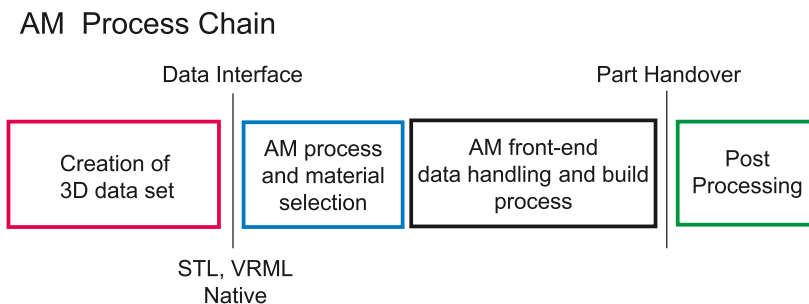 AM Process Chain
Data Interface
Part Handover
Creation of
3D data set
AM process
and material
selection
AM front-end
data handling and build
process
Post
Processing
STL, VRML
Native